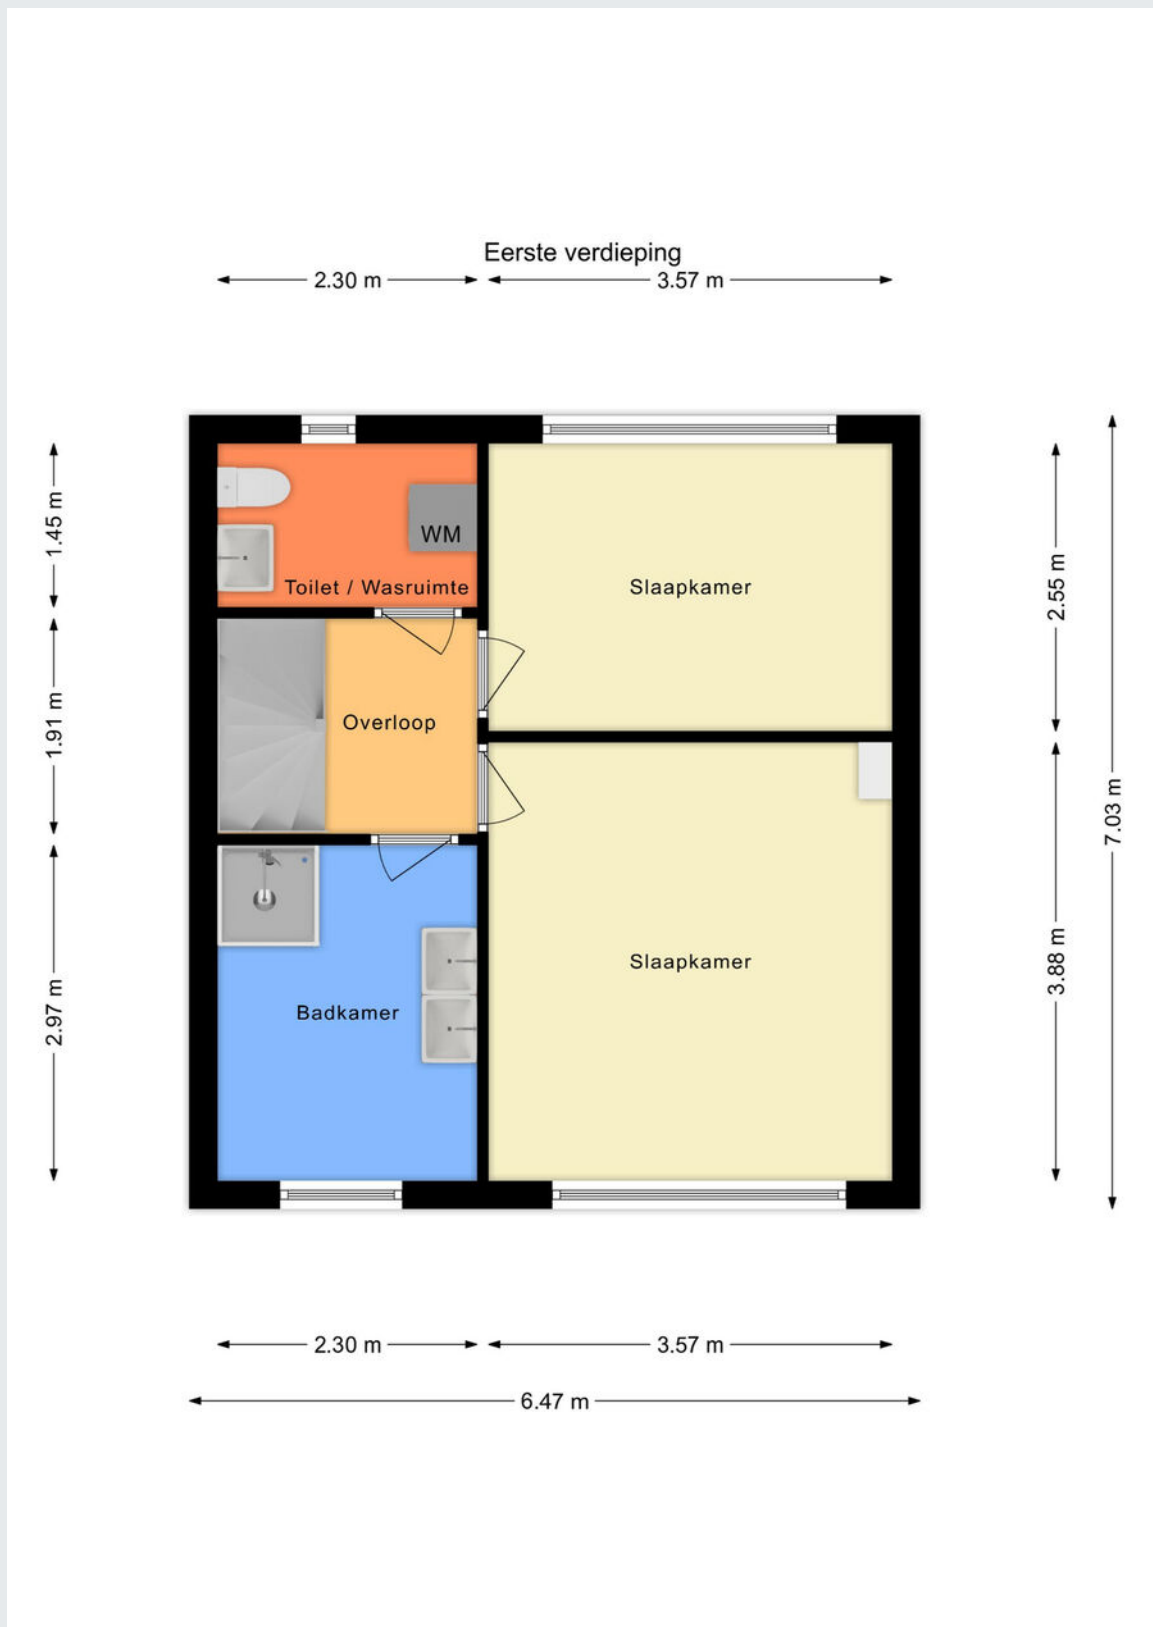 Eerste verdieping
2.30 m
3.57 m
1.45 m
WM
Toilet / Wasruimte
Slaapkamer
2.55 m
1.91 m
Overloop
7.03 m
2.97 m
Badkamer
Slaapkamer
3.88 m
2.30 m
3.57 m
6.47 m